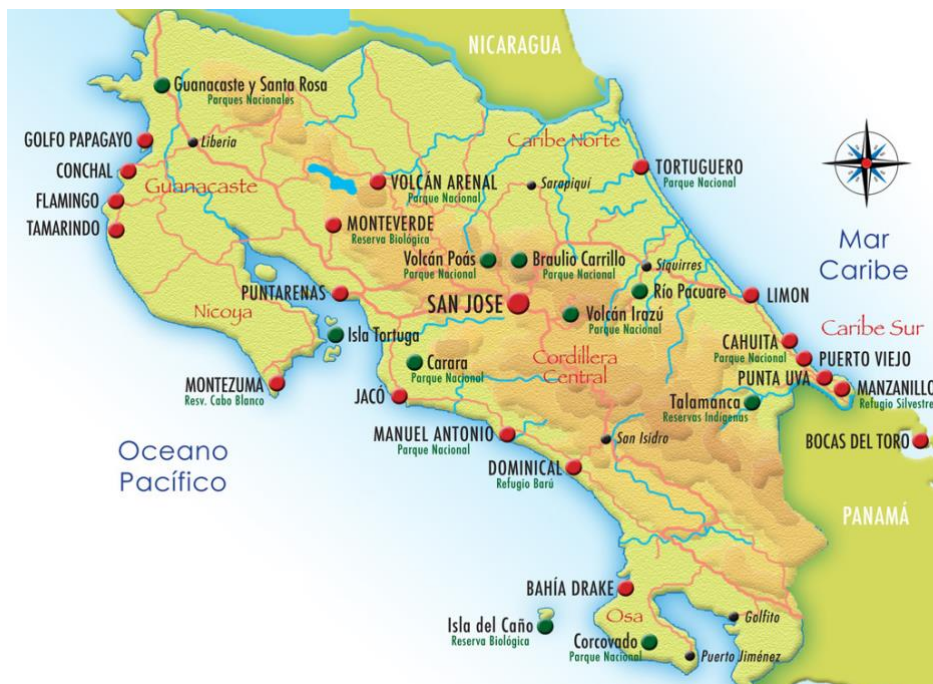 NICARAGUA
Guanacaste y Santa Rosa
Parques Nacionales
GOLFO PAPAGAYO
Liberia
Caribe Norte
CONCHAL
Guanacaste
VOLCÁN ARENAL
Parque Nacional
Sarapiquí
TORTUGUERO
Parque Nacional
FLAMINGO
TAMARINDO
MONTEVERDE
Reserva Biológica
Mar
Caribe
Volcán Poás
Parque Nacional
Braulio Carrillo
Parque Nacional
Siquirres
PUNTARENAS
SAN JOSE
Río Pacuare
LIMON
Nicoya
Volcán Irazú
Parque Nacional
Caribe Sur
Isla Tortuga
CAHUITA
Parque Nacional
Carara
Parque Nacional
Cordillera
Central
PUERTO VIEJO
PUNTA UVA
MONTEZUMA
Resv. Cabo Blanco
JACÓ
MANZANILLO
Refugio Silvestre
Talamanca
Reservas Indígenas
MANUEL ANTONIO
Parque Nacional
San Isidro
BOCAS DEL TORO
Oceano
Pacífico
DOMINICAL
Refugio Barú
PANAMÁ
BAHÍA DRAKE
Isla del Caño
Reserva Biológica
Osa
Golfito
Corcovado
Parque Nacional
Puerto Jiménez